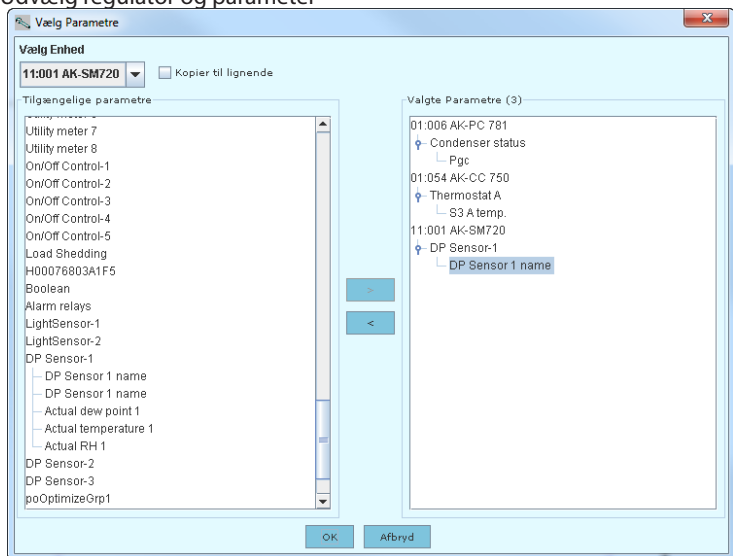 Udvælg regulator og parameter
Vælg Parametre
Vælg Enhed
11:001 AK-SM720
Kopier til lignende
Tilgængelige parametre
Utility meter 7
Utility meter 8
On/Off Control-1
On/Off Control-2
On/Off Control-3
On/Off Control-4
On/Off Control-5
Load Shedding
H00076803A1F5
Boolean
Alarm relays
LightSensor-1
LightSensor-2
DP Sensor-1
DP Sensor 1 name
DP Sensor 1 name
Actual dew point 1
Actual temperature 1
Actual RH 1
DP Sensor-2
DP Sensor-3
poOptimizeGrp1
>
<
Valgte Parametre (3)
01:006 AK-PC 781
Condenser status
Pgc
01:054 AK-CC 750
Thermostat A
S3 A temp.
11:001 AK-SM720
DP Sensor-1
DP Sensor 1 name
OK
Afbryd